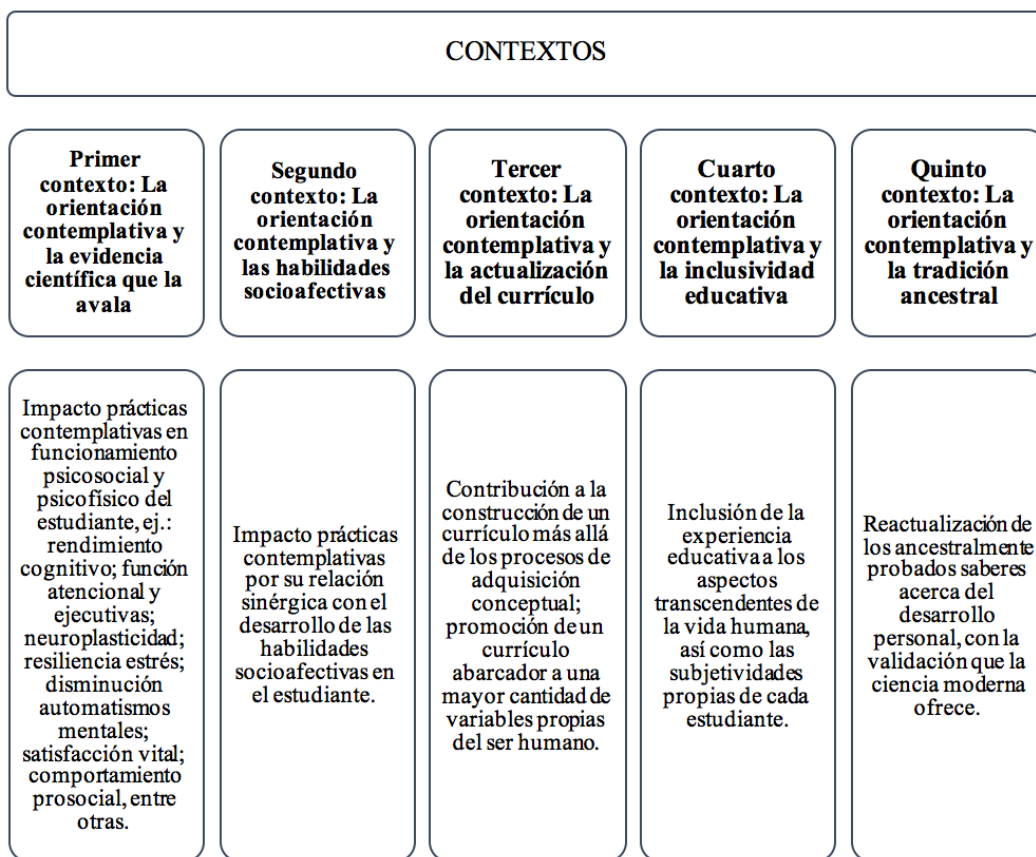 CONTEXTOS
Primer
contexto: La
orientación
contemplativa y
la evidencia
científica que la
avala
Segundo
contexto: La
orientación
contemplativa y
las habilidades
socioafectivas
Tercer
contexto: La
orientación
contemplativa y
la actualización
del currículo
Cuarto
contexto: La
orientación
contemplativa y
la inclusividad
educativa
Quinto
contexto: La
orientación
contemplativa y
la tradición
ancestral
Impacto prácticas
contemplativas en
funcionamiento
psicosocial y
psicofísico del
estudiante, ej.:
rendimiento
cognitivo; función
atencional y
ejecutivas;
neuroplasticidad;
resiliencia estrés;
disminución
automatismos
mentales;
satisfacción vital;
comportamiento
prosocial, entre
otras.
Impacto prácticas
contemplativas
por su relación
sinérgica con el
desarrollo de las
habilidades
socioafectivas en
el estudiante.
Contribución a la
construcción de un
currículo más allá
de los procesos de
adquisición
conceptual;
promoción de un
currículo
abarcador a una
mayor cantidad de
variables propias
del ser humano.
Inclusión de la
experiencia
educativa a los
aspectos
transcendentes de
la vida humana,
así como las
subjetividades
propias de cada
estudiante.
Reactualización de
los ancestralmente
probados saberes
acerca del
desarrollo
personal, con la
validación que la
ciencia moderna
ofrece.